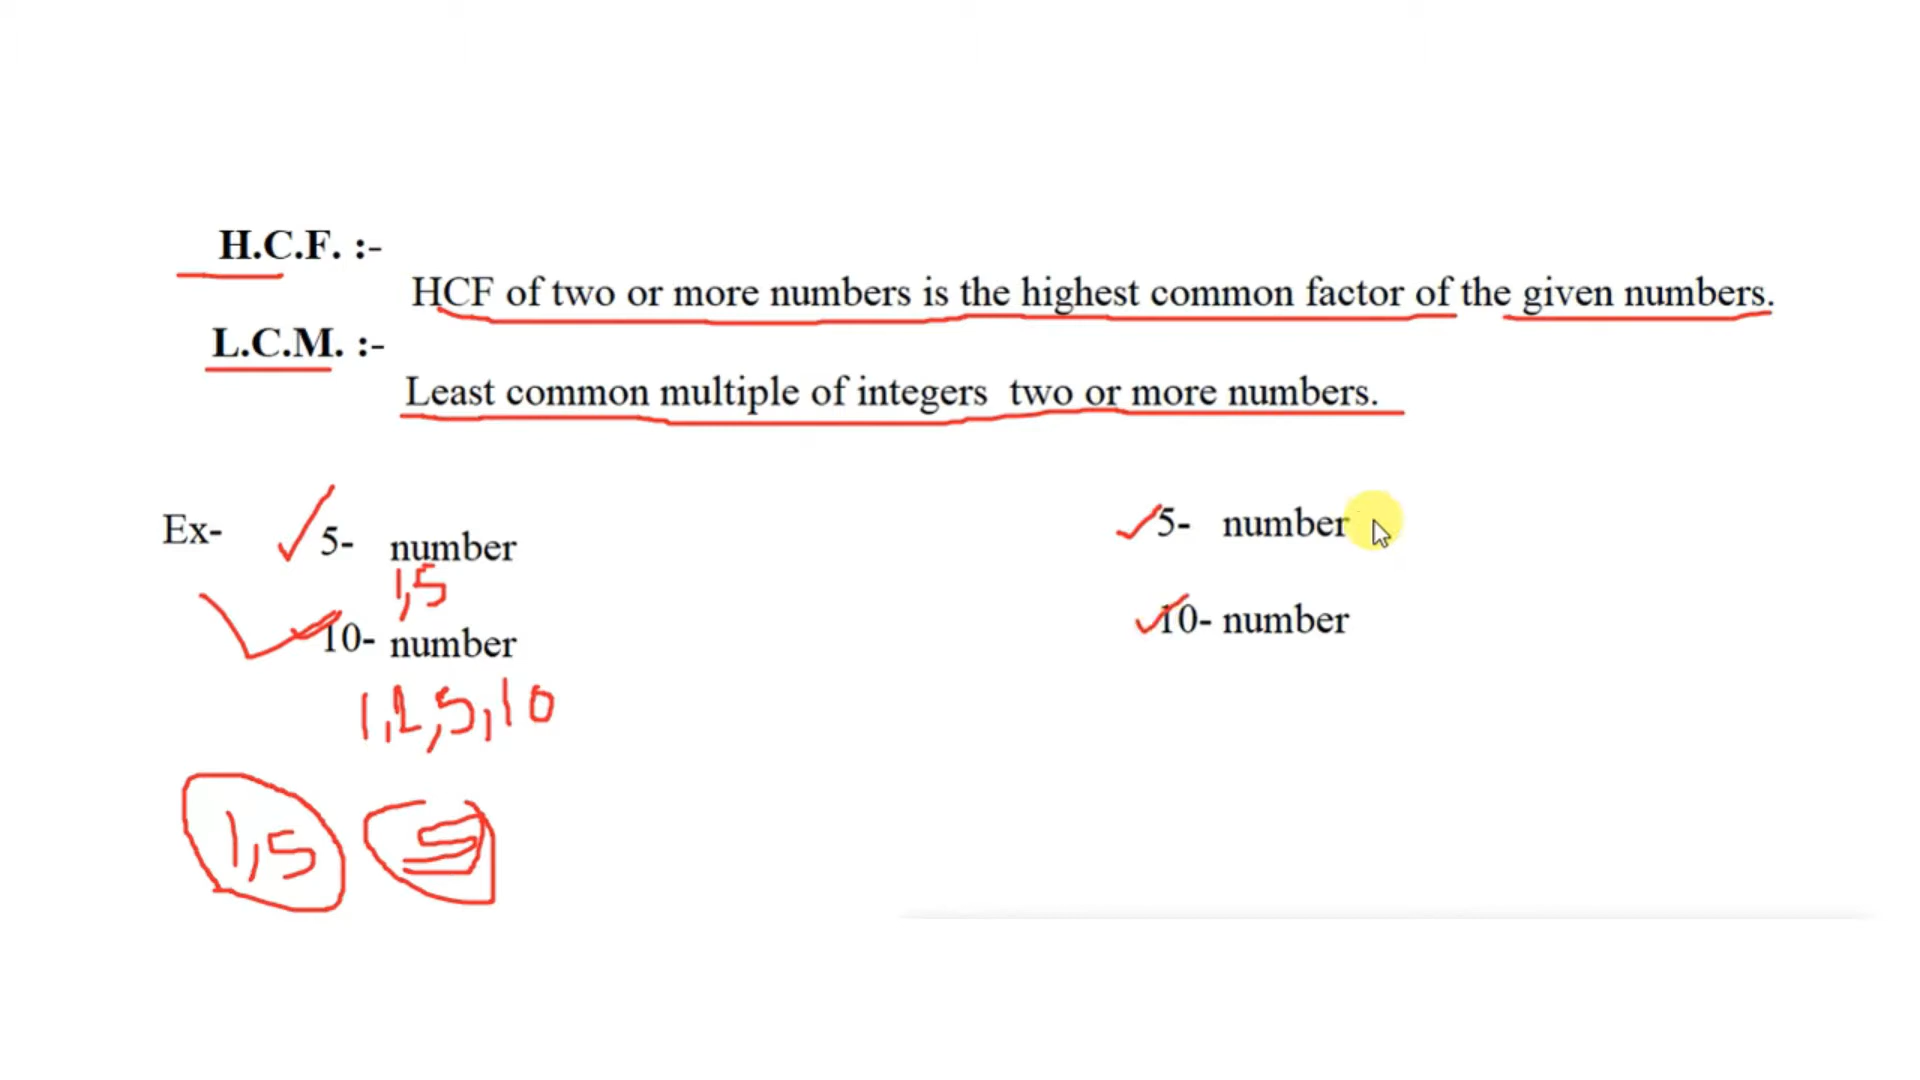 H.C.F. :-
HCF of two or more numbers is the highest common factor of the given numbers.
L.C.M. :-
Least common multiple of integers two or more numbers.
Ex- 5- number
1,5
10- number
1,2,5,10
1,5 5
5- number
10- number